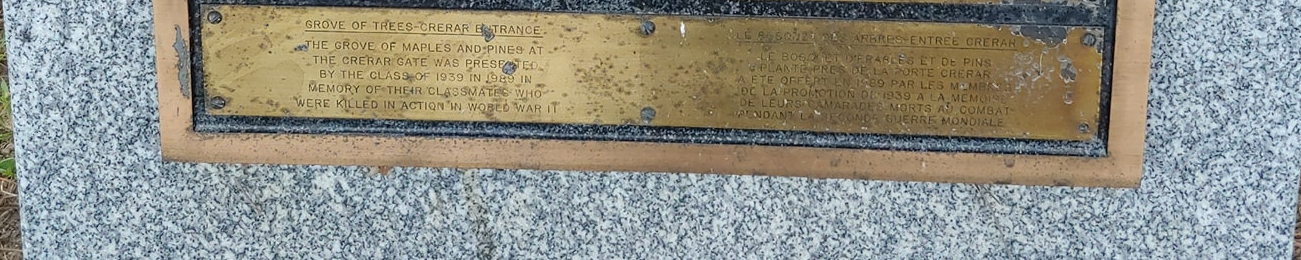 GROVE OF TREES-CRERAR ENTRANCE
THE GROVE OF MAPLES AND PINES AT
THE CRERAR GATE WAS PRESENTED
BY THE CLASS OF 1939 IN 1989 IN
MEMORY OF THEIR CLASSMATES WHO
WERE KILLED IN ACTION IN WORLD WAR II
LE BOSQUET DES ARBRES-ENTREE CRERAR
LE BOSQUET D'ERABLES ET DE PINS
PLANTE PRES DE LA PORTE CRERAR
A ETE OFFERT EN 1989 PAR LES MEMBRES
DE LA PROMOTION DE 1939 A LA MEMOIRE
DE LEURS CAMARADES MORTS AU COMBAT
PENDANT LA SECONDE GUERRE MONDIALE